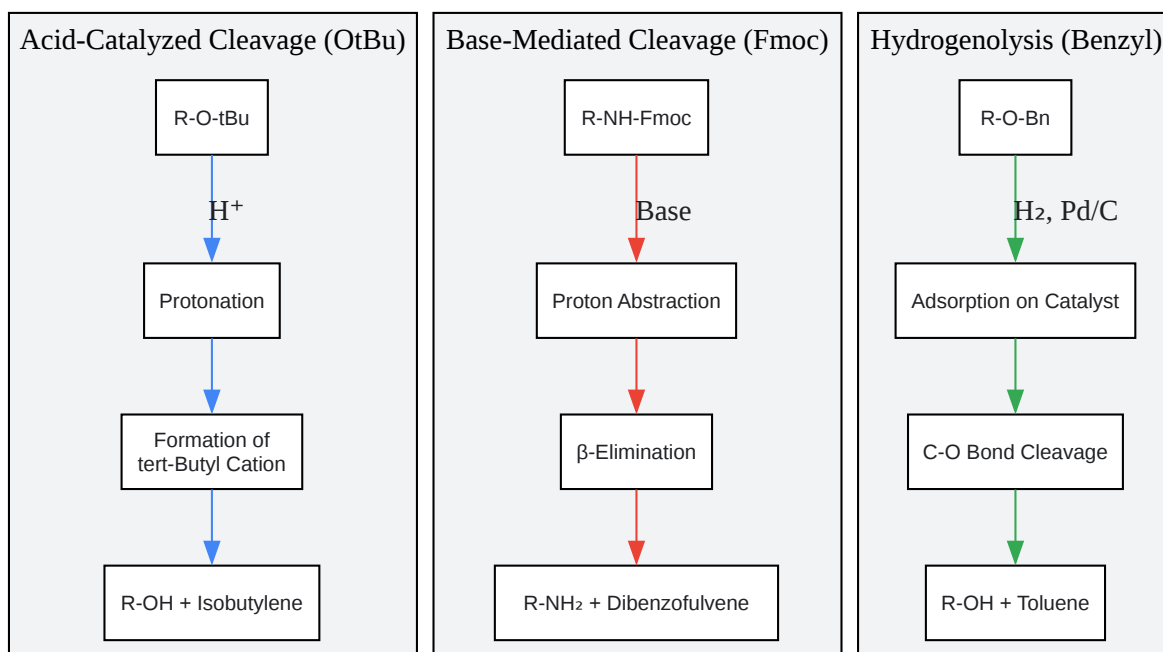 Acid-Catalyzed Cleavage (OtBu)
R-O-tBu
H⁺
Protonation
Formation of
tert-Butyl Cation
R-OH + Isobutylene
Base-Mediated Cleavage (Fmoc)
R-NH-Fmoc
Base
Proton Abstraction
β-Elimination
R-NH₂ + Dibenzofulvene
Hydrogenolysis (Benzyl)
R-O-Bn
H₂, Pd/C
Adsorption on Catalyst
C-O Bond Cleavage
R-OH + Toluene